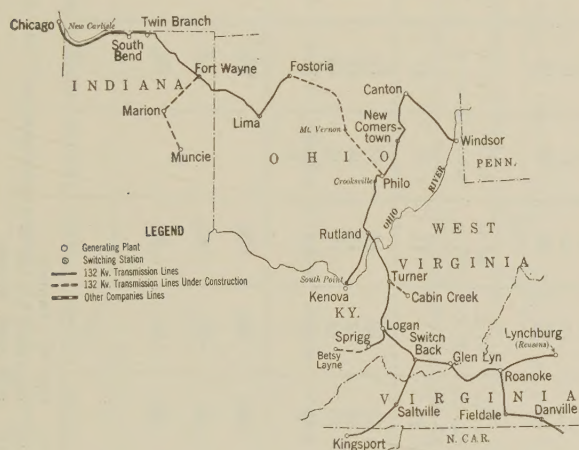 Chicago
New Carlisle
Twin Branch
South
Bend
INDIANA
Fort Wayne
Fostoria
Marion
Muncie
Lima
Mt. Vernon
OHIO
Canton
New
Comers-
town
Windsor
PENN.
Crooksville
Philo
OHIO
RIVER
LEGEND
Generating Plant
Switching Station
132 Kv. Transmission Lines
132 Kv. Transmission Lines Under Construction
Other Companies Lines
Rutland
WEST
VIRGINIA
South Point
Kenova
Turner
Cabin Creek
KY.
Logan
Sprigg
Betsy
Layne
Switch
Back
Glen Lyn
Lynchburg
(Reusens)
Roanoke
VIRGINIA
Saltville
Fieldale
Danville
Kingsport
N. CAR.